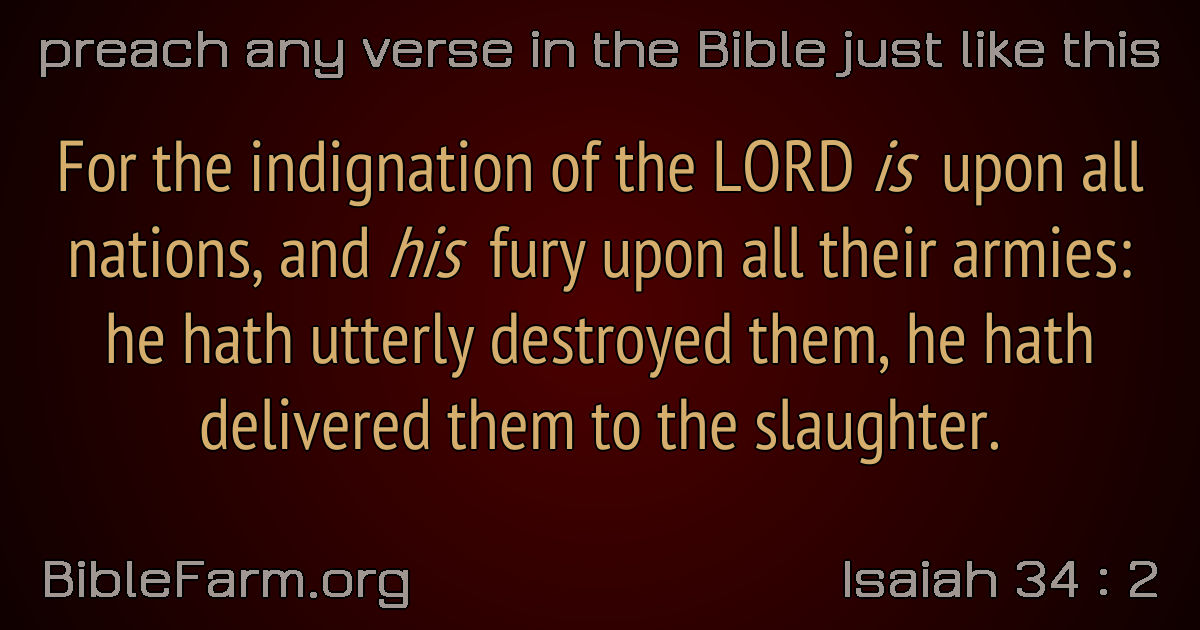 preach any verse in the Bible just like this
For the indignation of the LORD is upon all
nations, and his fury upon all their armies:
he hath utterly destroyed them, he hath
delivered them to the slaughter.
BibleFarm.org
Isaiah 34 : 2